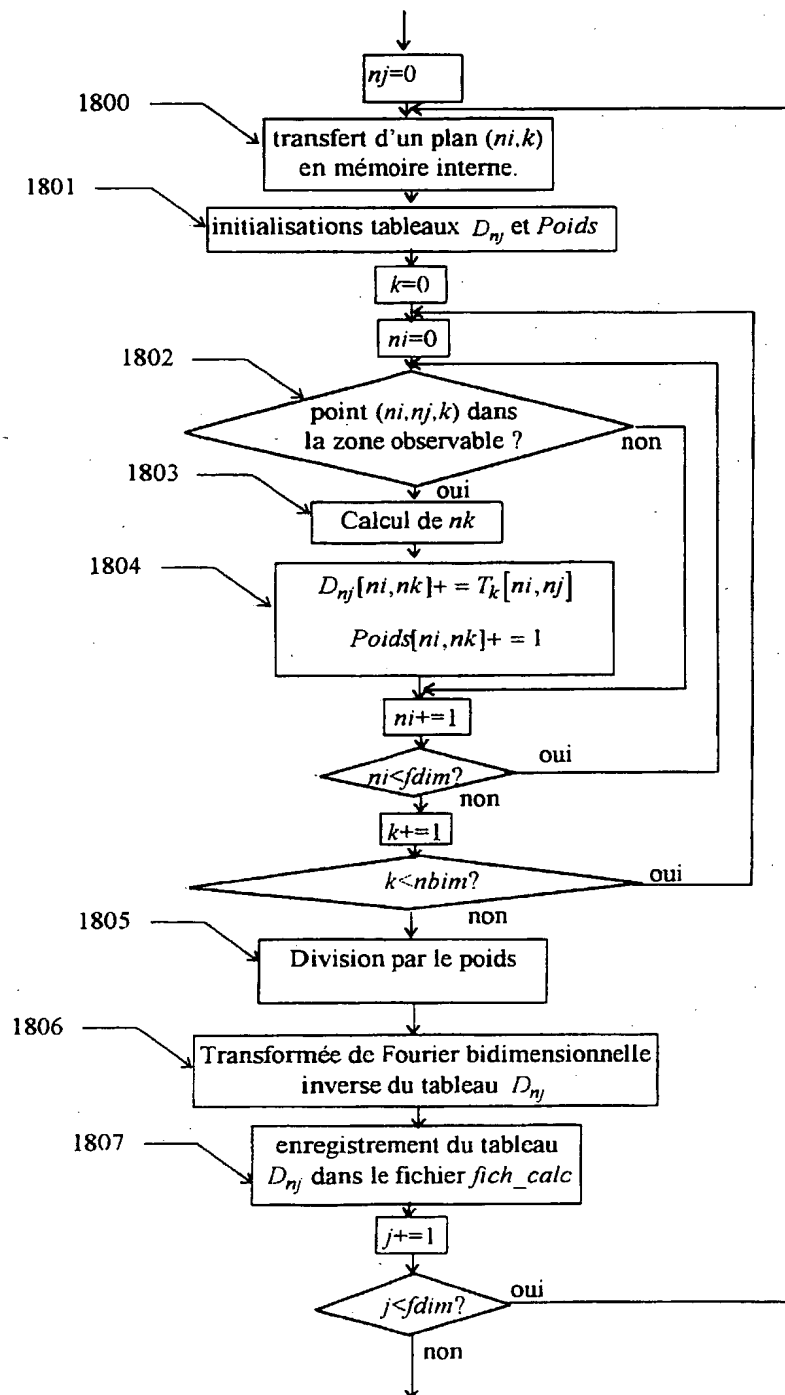 nj=0
1800
transfert d'un plan (ni,k)
en mémoire interne.
1801
initialisations tableaux D_nj et Poids
k=0
ni=0
1802
point (ni,nj,k) dans
la zone observable ?
non
oui
1803
Calcul de nk
1804
D_nj[ni,nk]+ = T_k[ni,nj]
Poids[ni,nk]+ = 1
ni+=1
ni<fdim?
oui
non
k+=1
k<nbim?
oui
non
1805
Division par le poids
1806
Transformée de Fourier bidimensionnelle
inverse du tableau D_nj
1807
enregistrement du tableau
D_nj dans le fichier fich_calc
j+=1
j<fdim?
oui
non